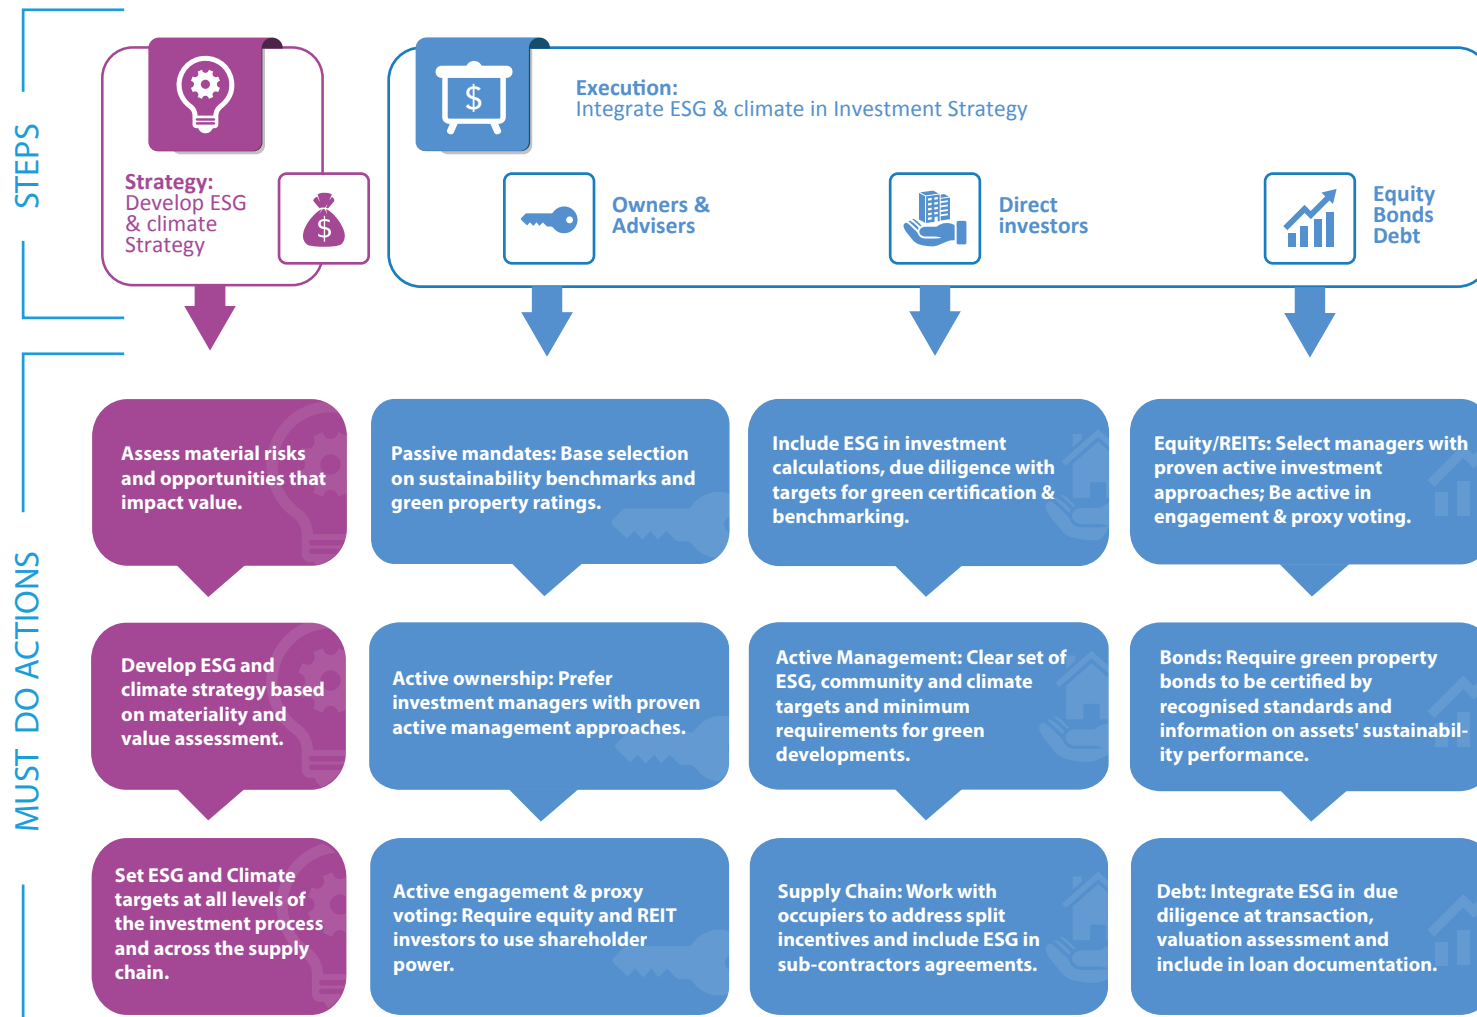 STEPS
Strategy:
Develop ESG
& climate
Strategy
$
$
Execution:
Integrate ESG & climate in Investment Strategy
Owners &
Advisers
Direct
investors
Equity
Bonds
Debt
MUST DO ACTIONS
Assess material risks
and opportunities that
impact value.
Develop ESG and
climate strategy based
on materiality and
value assessment.
Set ESG and Climate
targets at all levels of
the investment process
and across the supply
chain.
Passive mandates: Base selection
on sustainability benchmarks and
green property ratings.
Active ownership: Prefer
investment managers with proven
active management approaches.
Active engagement & proxy
voting: Require equity and REIT
investors to use shareholder
power.
Include ESG in investment
calculations, due diligence with
targets for green certification &
benchmarking.
Active Management: Clear set of
ESG, community and climate
targets and minimum
requirements for green
developments.
Supply Chain: Work with
occupiers to address split
incentives and include ESG in
sub-contractors agreements.
Equity/REITs: Select managers with
proven active investment
approaches; Be active in
engagement & proxy voting.
Bonds: Require green property
bonds to be certified by
recognised standards and
information on assets' sustainabil-
ity performance.
Debt: Integrate ESG in  due
diligence at transaction,
valuation assessment and
include in loan documentation.